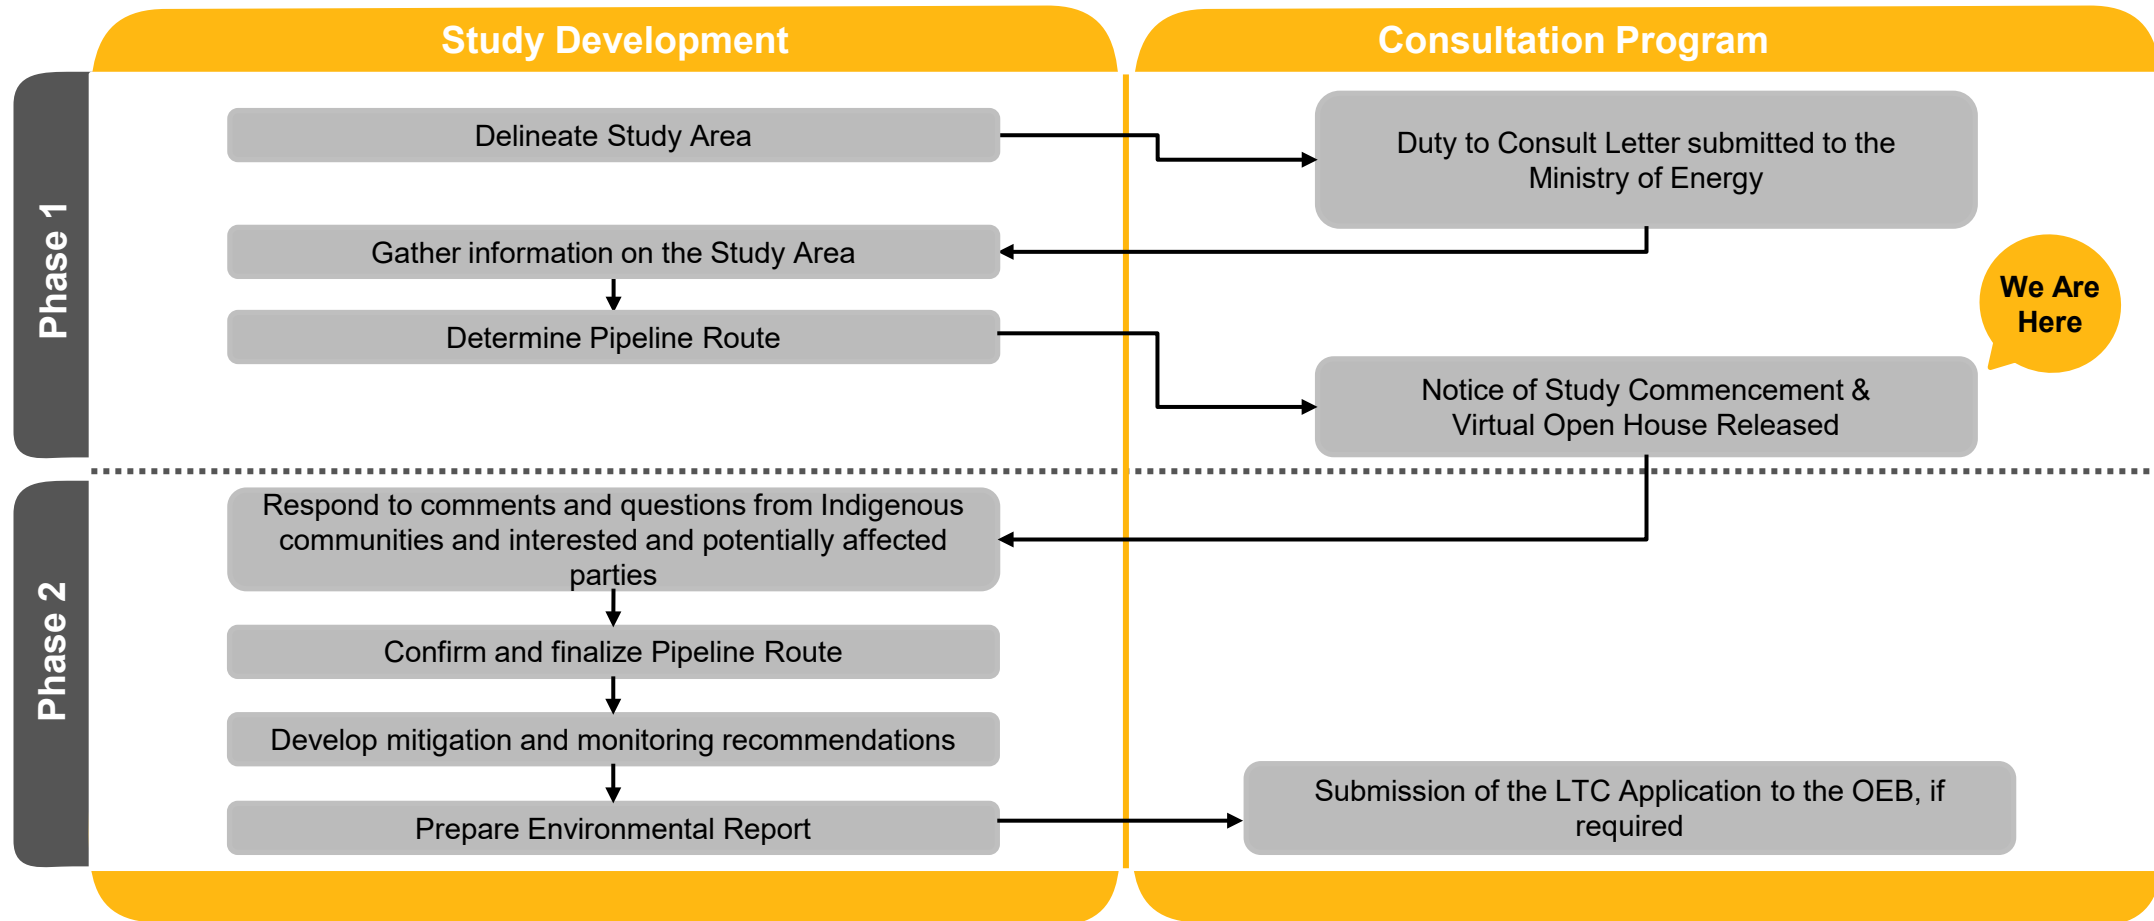 Study Development
Consultation Program
Phase 1
Delineate Study Area
Duty to Consult Letter submitted to the
Ministry of Energy
Gather information on the Study Area
Determine Pipeline Route
We Are
Here
Notice of Study Commencement &
Virtual Open House Released
Phase 2
Respond to comments and questions from Indigenous
communities and interested and potentially affected
parties
Confirm and finalize Pipeline Route
Develop mitigation and monitoring recommendations
Prepare Environmental Report
Submission of the LTC Application to the OEB, if
required